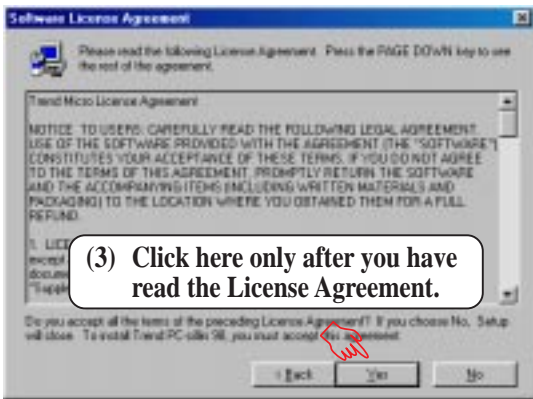 Software License Agreement
Please read the following License Agreement. Press the PAGE DOWN key to see
the rest of the agreement.
Trend Micro License Agreement
NOTICE TO USERS: CAREFULLY READ THE FOLLOWING LEGAL AGREEMENT.
USE OF THE SOFTWARE PROVIDED WITH THE AGREEMENT (THE "SOFTWARE")
CONSTITUTES YOUR ACCEPTANCE OF THESE TERMS. IF YOU DO NOT AGREE
TO THE TERMS OF THIS AGREEMENT, PROMPTLY RETURN THE SOFTWARE
AND THE ACCOMPANYING ITEMS (INCLUDING WRITTEN MATERIALS AND
PACKAGING) TO THE LOCATION WHERE YOU OBTAINED THEM FOR A FULL
REFUND.
1. LICE
except
docume
"Supple
(3) Click here only after you have
read the License Agreement.
Do you accept all the terms of the preceding License Agreement? If you choose No, Setup
will close. To install Trend PC-cillin 98, you must accept this agreement.
< Back
Yes
No